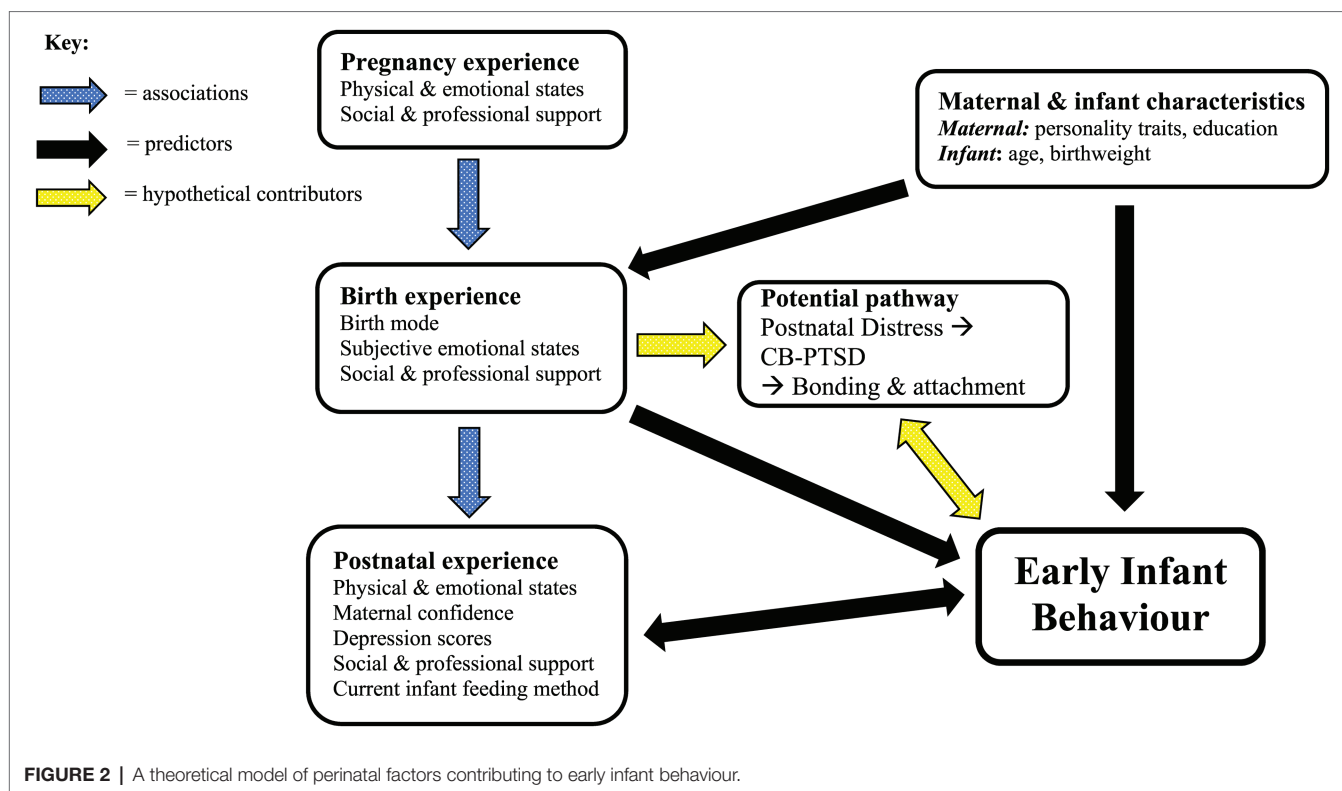 Key:
= associations
= predictors
= hypothetical contributors
Pregnancy experience
Physical & emotional states
Social & professional support
Maternal & infant characteristics
Maternal: personality traits, education
Infant: age, birthweight
Birth experience
Birth mode
Subjective emotional states
Social & professional support
Potential pathway
Postnatal Distress →
CB-PTSD
→ Bonding & attachment
Postnatal experience
Physical & emotional states
Maternal confidence
Depression scores
Social & professional support
Current infant feeding method
Early Infant
Behaviour
FIGURE 2 | A theoretical model of perinatal factors contributing to early infant behaviour.